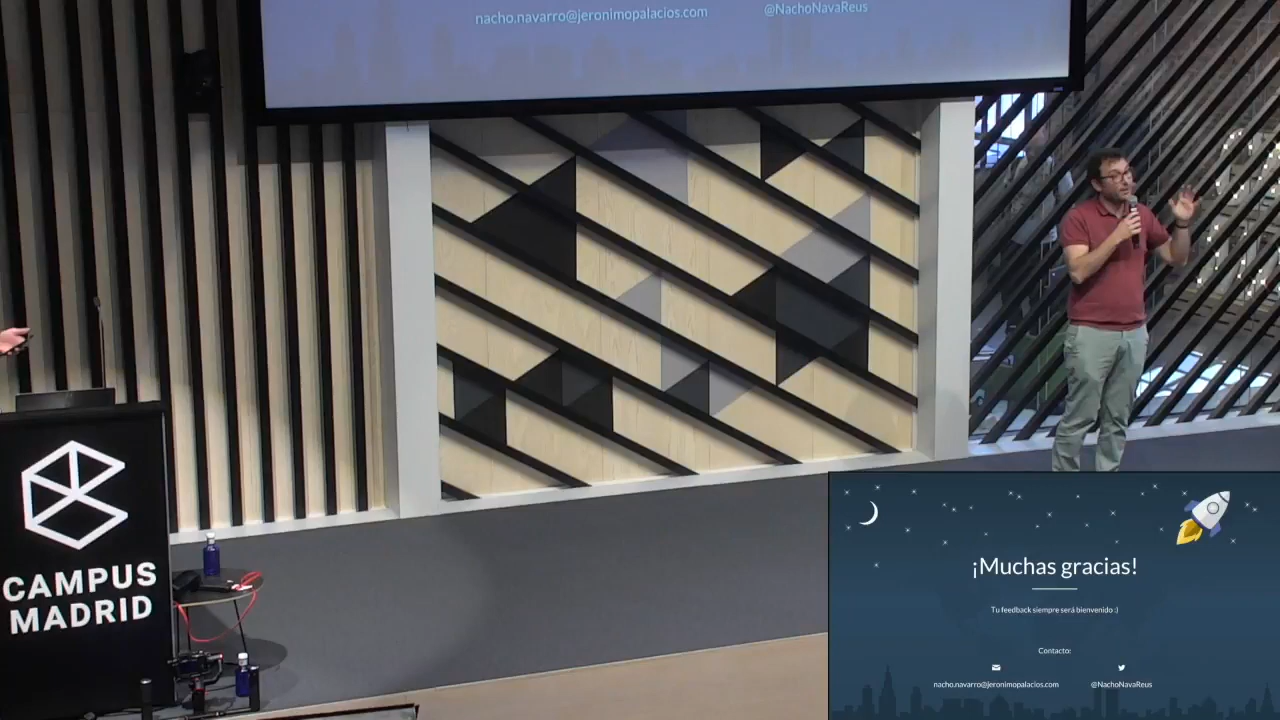 nacho.navarro@jeronimopalacios.com
@NachoNavaReus
CAMPUS
MADRID
¡Muchas gracias!
Tu feedback siempre será bienvenido :)
Contacto:
nacho.navarro@jeronimopalacios.com
@NachoNavaReus